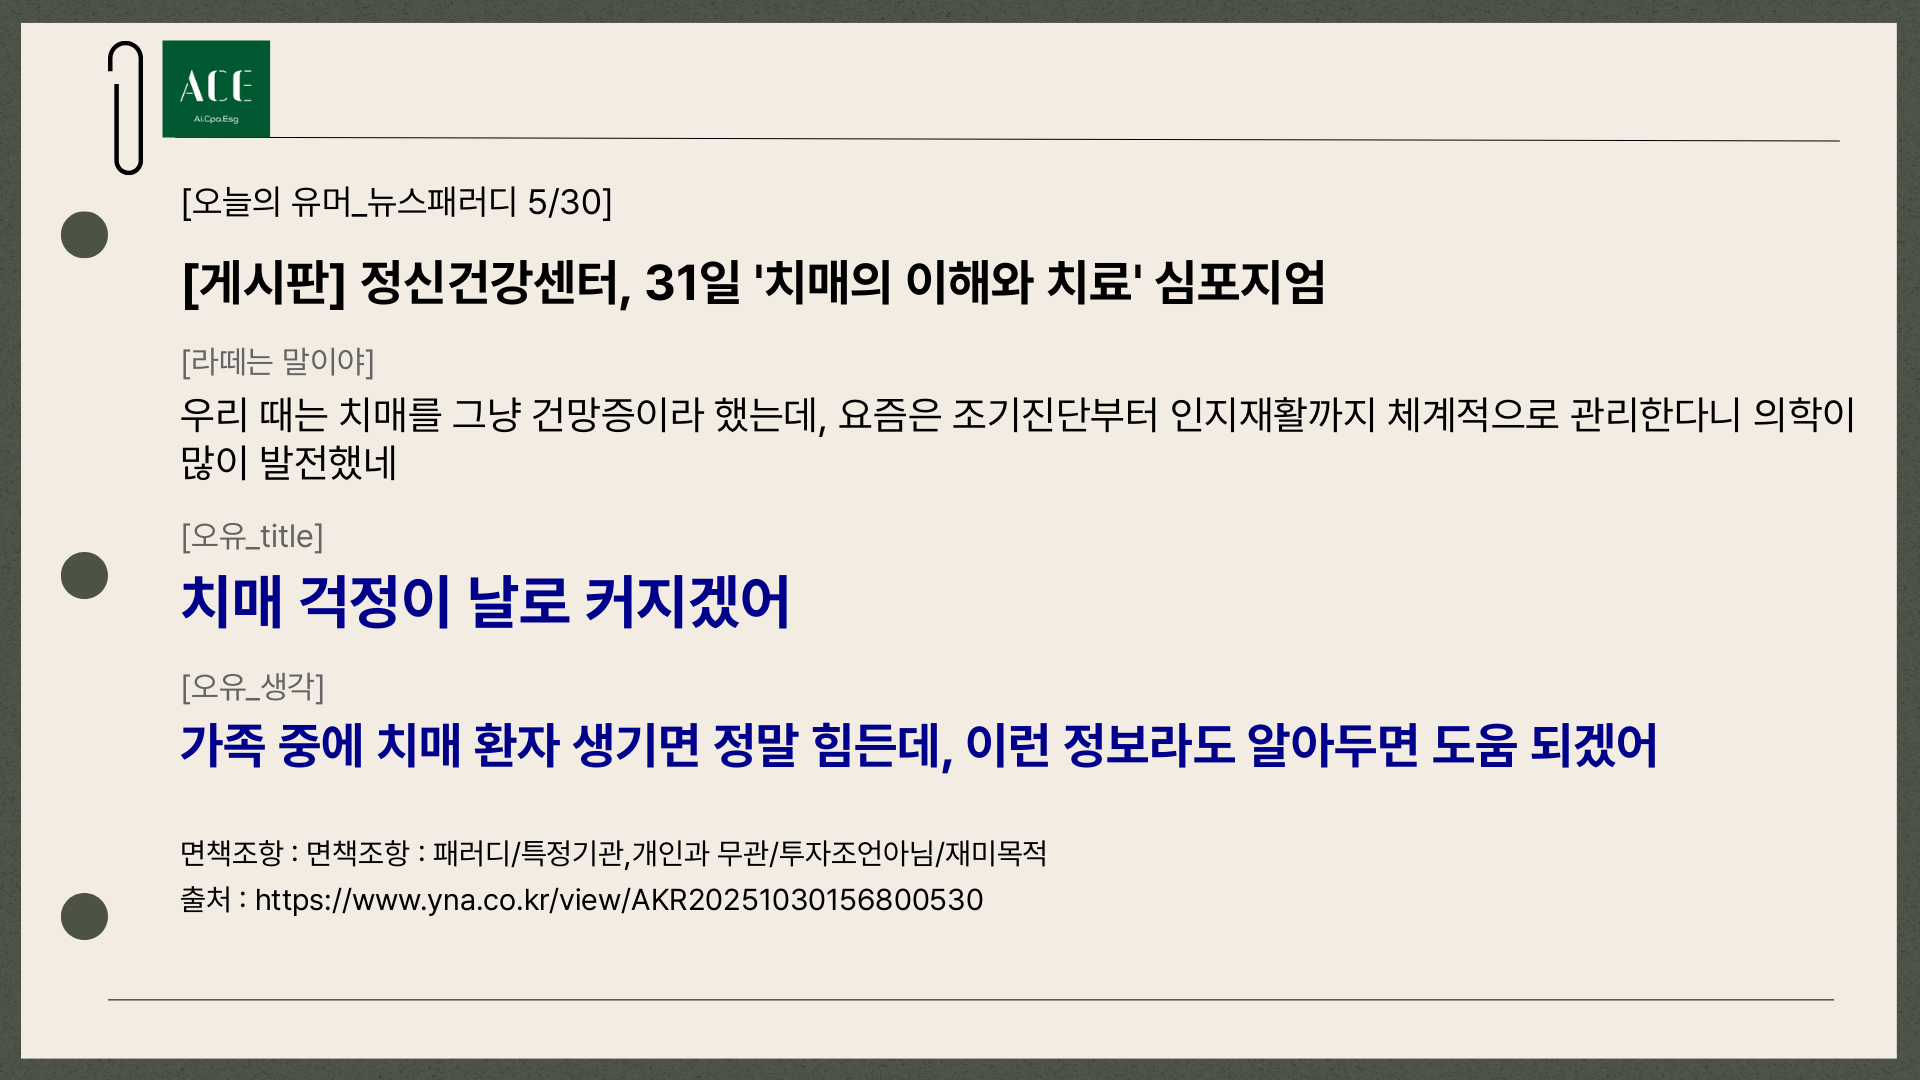 ACE
Ai.Cpa.Esg
[오늘의 유머_뉴스패러디 5/30]
[게시판] 정신건강센터, 31일 '치매의 이해와 치료' 심포지엄
[라떼는 말이야]
우리 때는 치매를 그냥 건망증이라 했는데, 요즘은 조기진단부터 인지재활까지 체계적으로 관리한다니 의학이
많이 발전했네
[오유_title]
치매 걱정이 날로 커지겠어
[오유_생각]
가족 중에 치매 환자 생기면 정말 힘든데, 이런 정보라도 알아두면 도움 되겠어
면책조항 : 면책조항 : 패러디/특정기관,개인과 무관/투자조언아님/재미목적
출처 : https://www.yna.co.kr/view/AKR20251030156800530